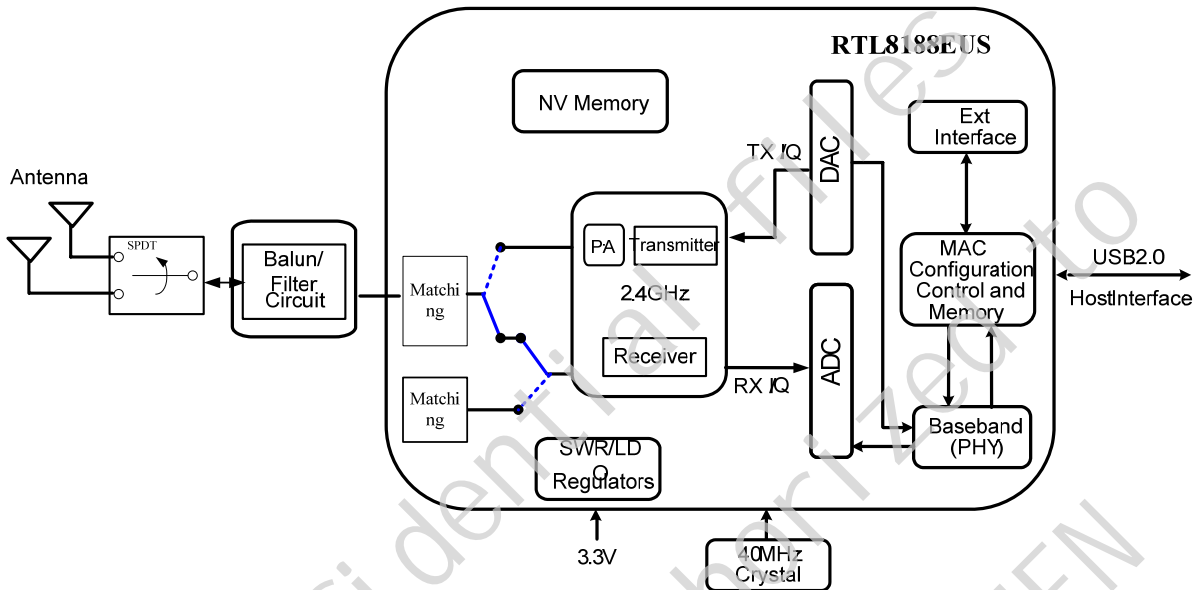 RTL8188EUS
NV Memory
Ext
Interface
DAC
TX I/Q
Antenna
SPDT
Balun/
Filter
Circuit
Matchi
ng
PA
Transmitter
2.4GHz
Receiver
MAC
Configuration
Control and
Memory
USB2.0
HostInterface
ADC
RX I/Q
Matchi
ng
Baseband
(PHY)
SWR/LD
O
Regulators
3.3V
40MHz
Crystal